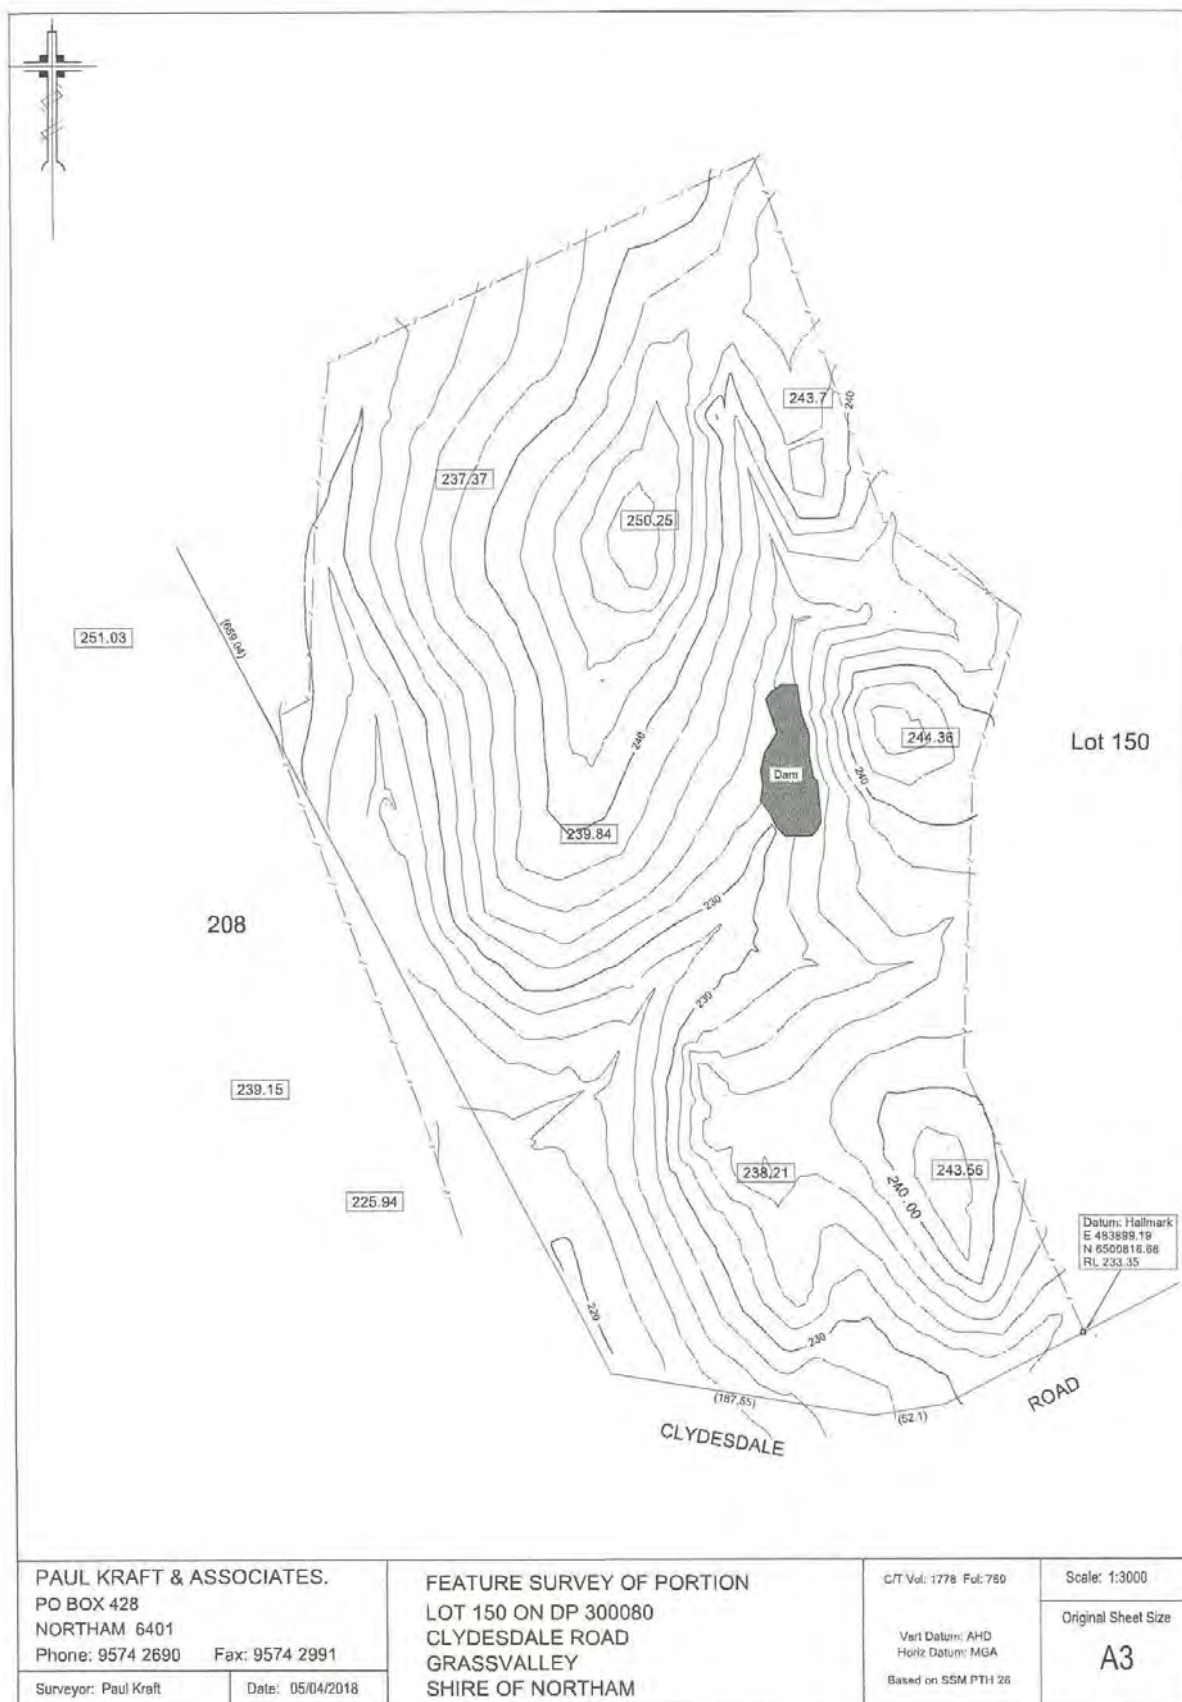 243.7
240
240
237.37
250.25
(659.04)
251.03
Lot 150
244.36
240
240
Dam
239.84
230
208
230
239.15
238.21
243.56
240.00
225.94
Datum: Hallmark
E 483899.19
N 6500816.66
RL 233.35
220
230
(187.55)
(52.1)
ROAD
CLYDESDALE
PAUL KRAFT & ASSOCIATES.
PO BOX 428
NORTHAM 6401
Phone: 9574 2690 Fax: 9574 2991
Surveyor: Paul Kraft
Date: 05/04/2018
FEATURE SURVEY OF PORTION
LOT 150 ON DP 300080
CLYDESDALE ROAD
GRASSVALLEY
SHIRE OF NORTHAM
C/T Vol: 1778 Fol: 760
Vert Datum: AHD
Horiz Datum: MGA
Based on SSM PTH 26
Scale: 1:3000
Original Sheet Size
A3